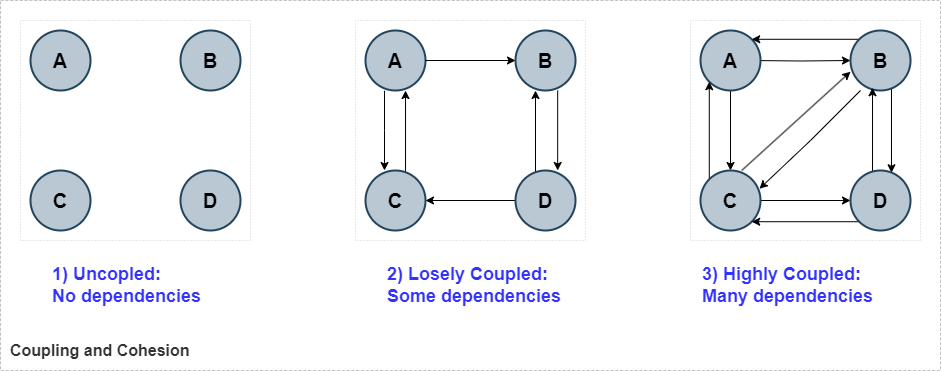 A B
C D
A B
C D
A B
C D
1) Uncopled:
No dependencies
2) Losely Coupled:
Some dependencies
3) Highly Coupled:
Many dependencies
Coupling and Cohesion